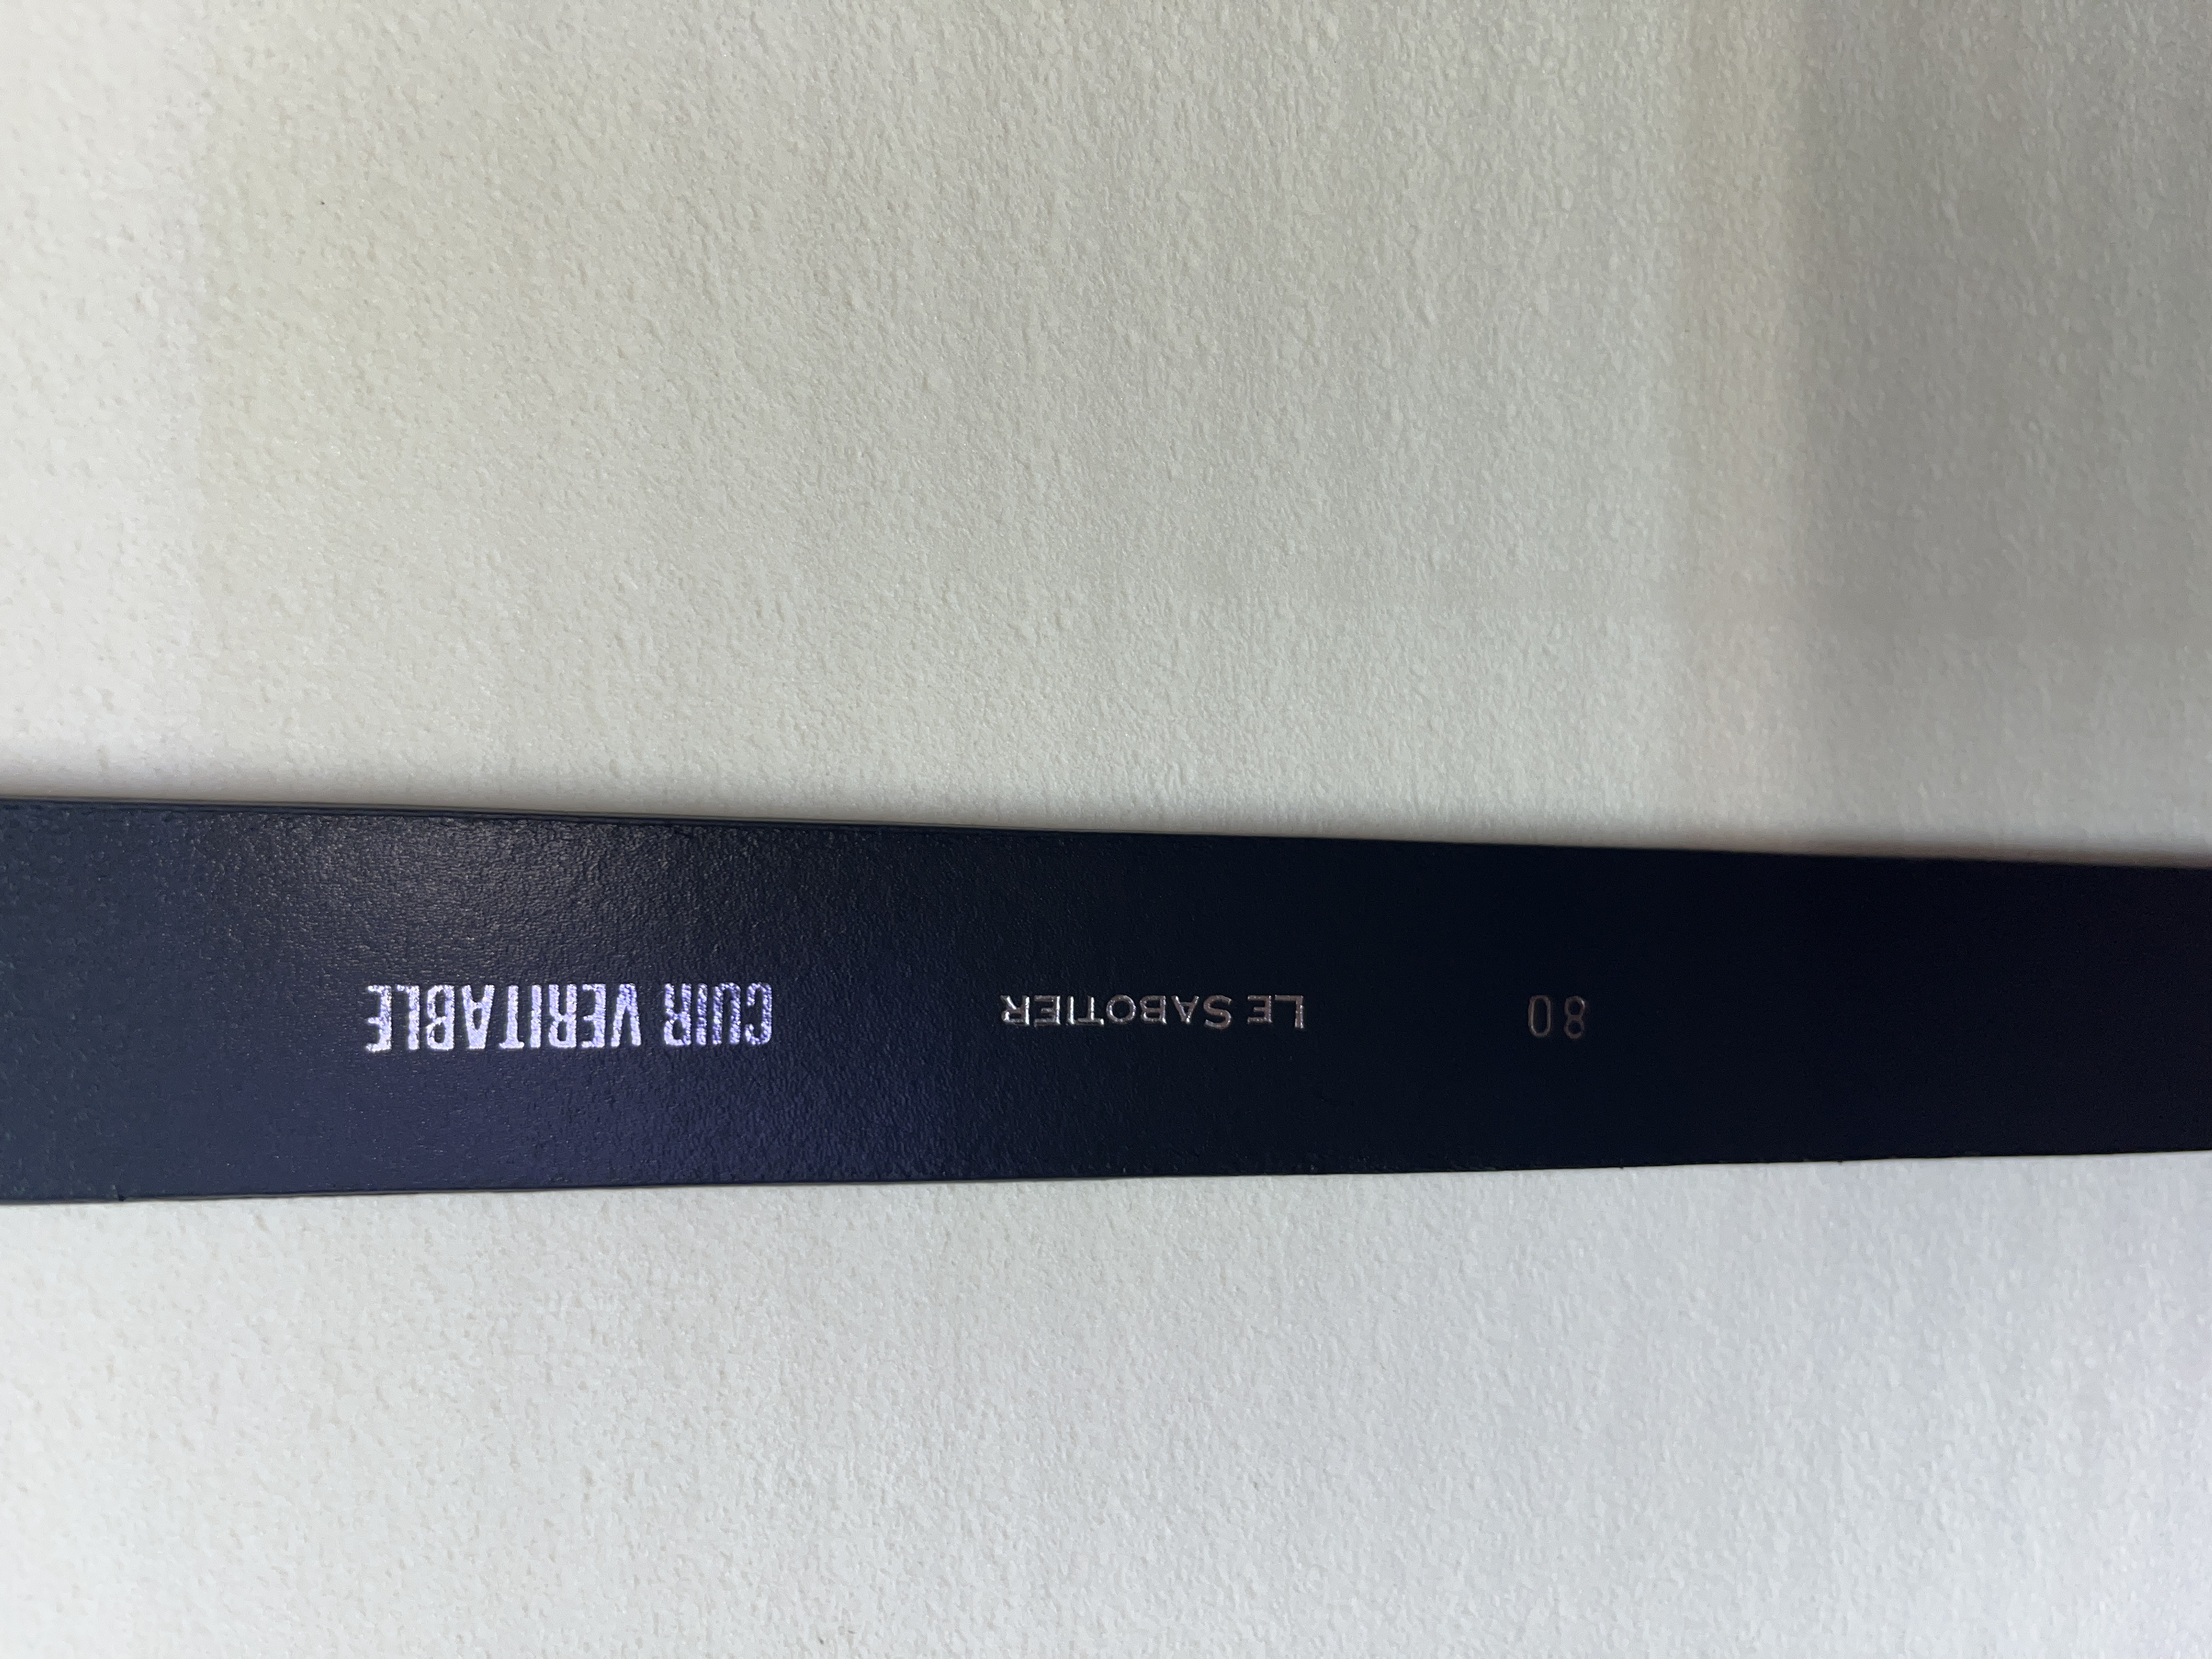 80 LE SABOTIER CUIR VERITABLE